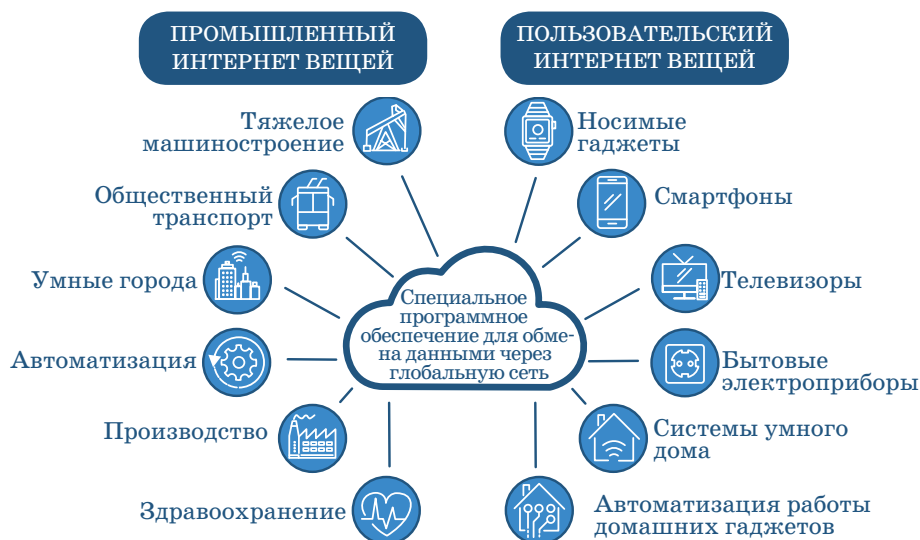 ПРОМЫШЛЕННЫЙ
ИНТЕРНЕТ ВЕЩЕЙ
ПОЛЬЗОВАТЕЛЬСКИЙ
ИНТЕРНЕТ ВЕЩЕЙ
Тяжелое
машиностроение
Общественный
транспорт
Умные города
Автоматизация
Производство
Здравоохранение
Специальное
программное
обеспечение для обме-
на данными через
глобальную сеть
Носимые
гаджеты
Смартфоны
Телевизоры
Бытовые
электроприборы
Системы умного
дома
Автоматизация работы
домашних гаджетов